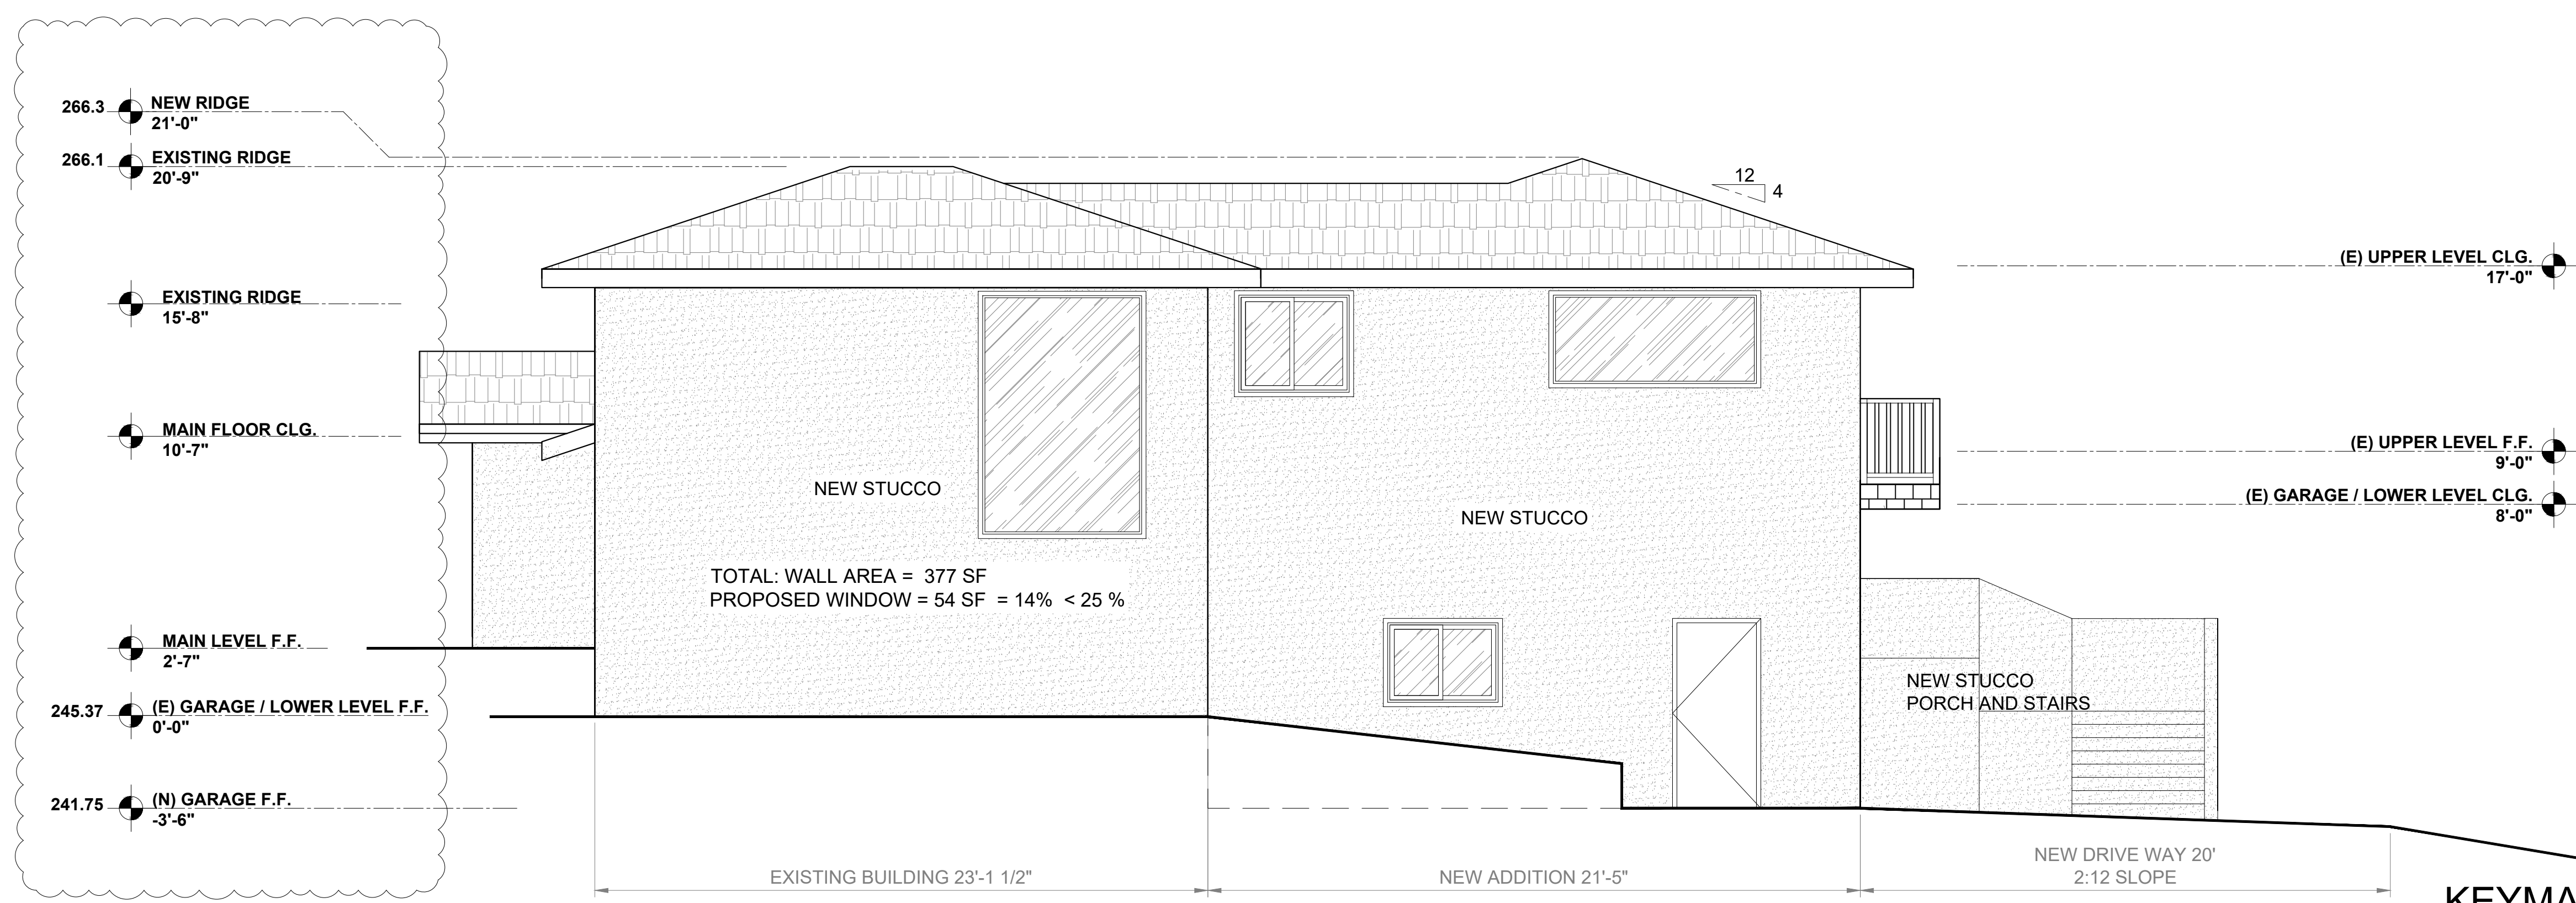 266.3 NEW RIDGE
21'-0"
266.1 EXISTING RIDGE
20'-9"
EXISTING RIDGE
15'-8"
MAIN FLOOR CLG.
10'-7"
MAIN LEVEL F.F.
2'-7"
245.37 (E) GARAGE / LOWER LEVEL F.F.
0'-0"
241.75 (N) GARAGE F.F.
-3'-6"
12
4
NEW STUCCO
TOTAL: WALL AREA = 377 SF
PROPOSED WINDOW = 54 SF = 14% < 25 %
NEW STUCCO
NEW STUCCO
PORCH AND STAIRS
(E) UPPER LEVEL CLG.
17'-0"
(E) UPPER LEVEL F.F.
9'-0"
(E) GARAGE / LOWER LEVEL CLG.
8'-0"
EXISTING BUILDING 23'-1 1/2"
NEW ADDITION 21'-5"
NEW DRIVE WAY 20'
2:12 SLOPE